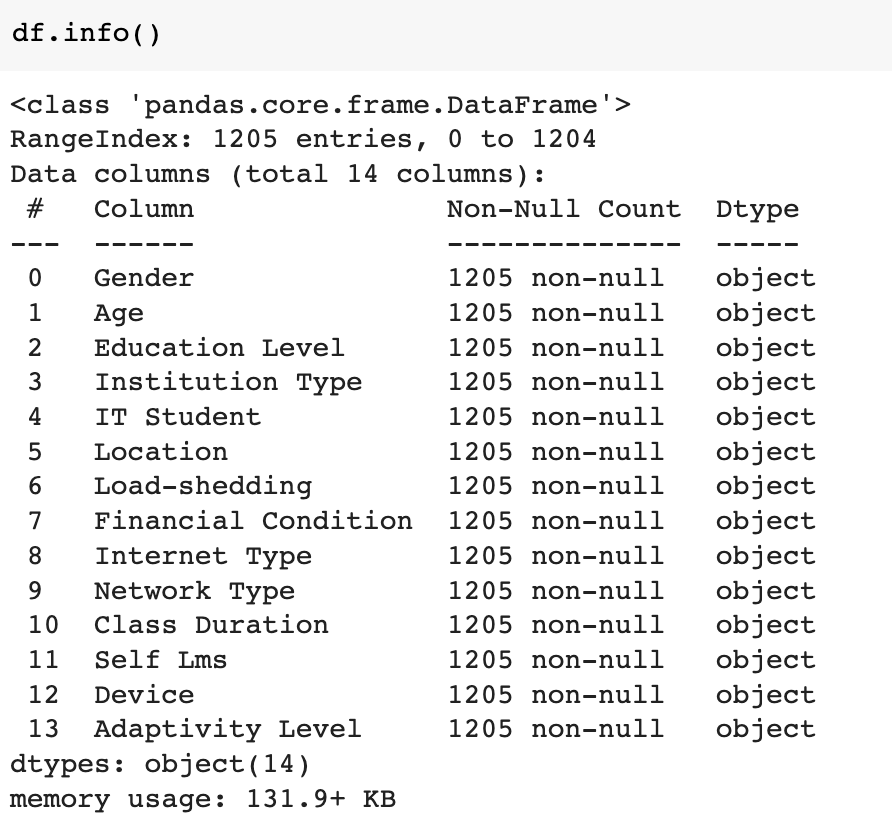 df.info()
<class 'pandas.core.frame.DataFrame'>
RangeIndex: 1205 entries, 0 to 1204
Data columns (total 14 columns):
 #   Column               Non-Null Count  Dtype
---  ------               --------------  -----
 0   Gender               1205 non-null   object
 1   Age                  1205 non-null   object
 2   Education Level      1205 non-null   object
 3   Institution Type     1205 non-null   object
 4   IT Student           1205 non-null   object
 5   Location             1205 non-null   object
 6   Load-shedding        1205 non-null   object
 7   Financial Condition  1205 non-null   object
 8   Internet Type        1205 non-null   object
 9   Network Type         1205 non-null   object
 10  Class Duration       1205 non-null   object
 11  Self Lms             1205 non-null   object
 12  Device               1205 non-null   object
 13  Adaptivity Level     1205 non-null   object
dtypes: object(14)
memory usage: 131.9+ KB